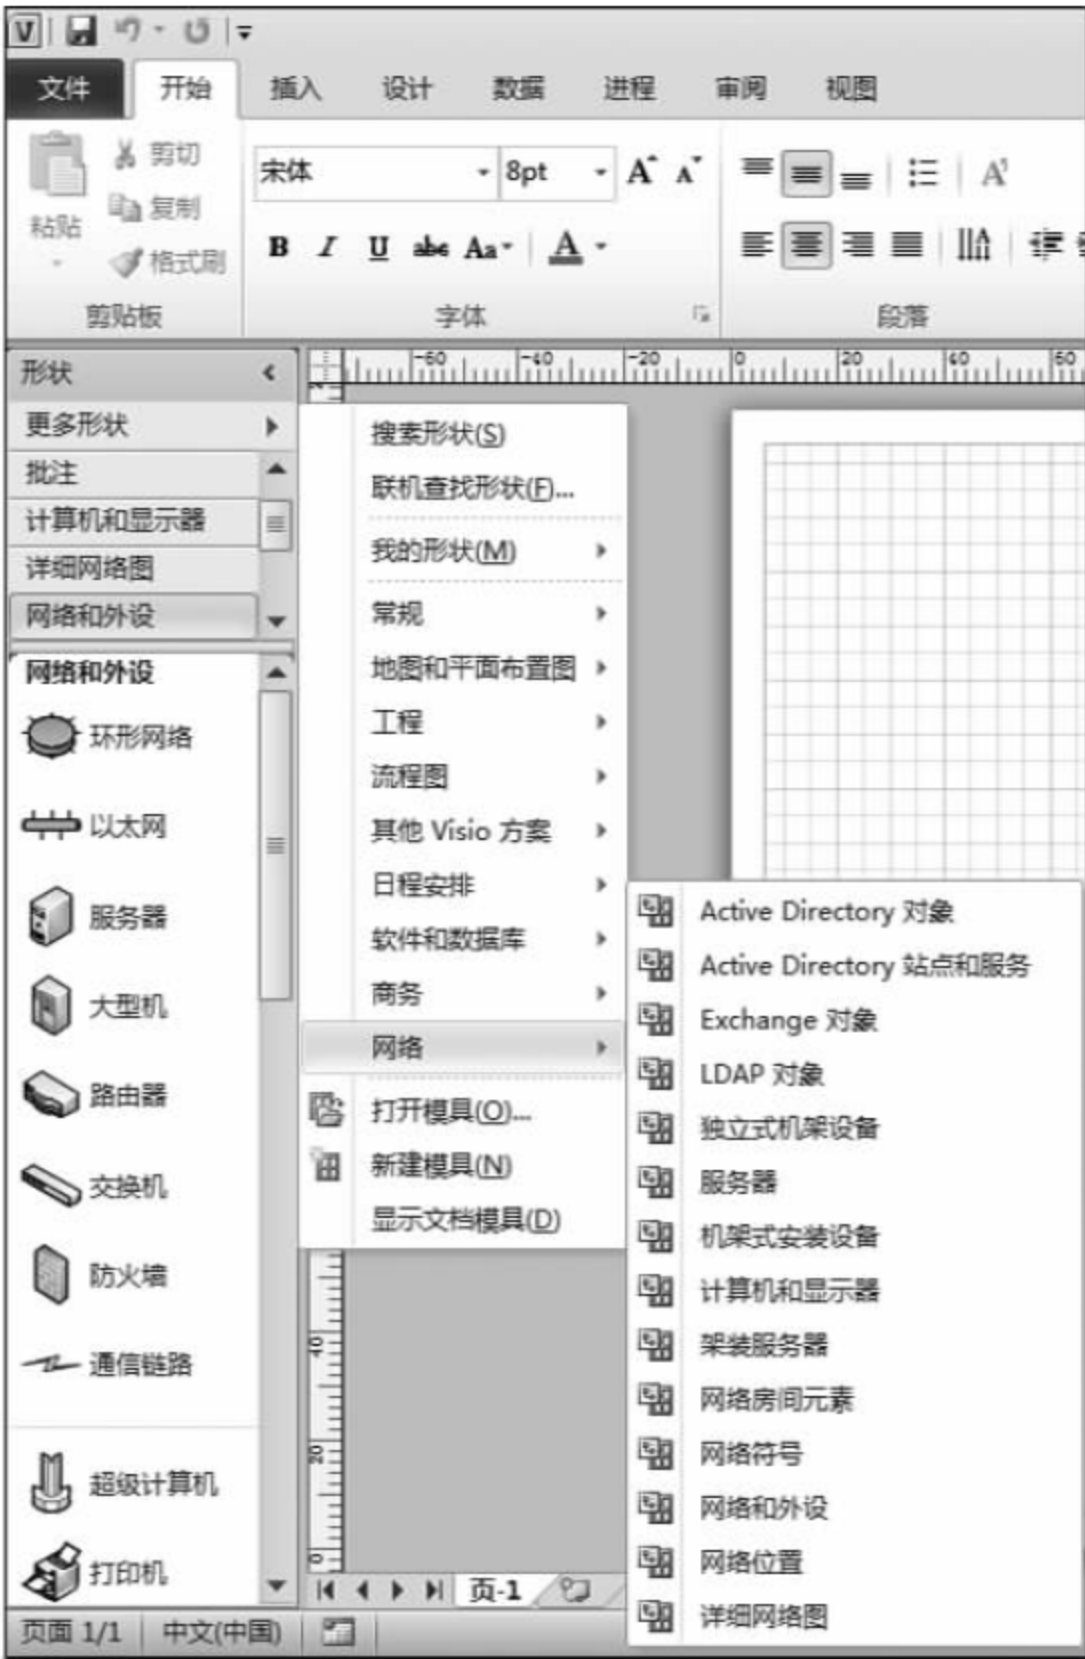 文件 开始 插入 设计 数据 进程 审阅 视图
剪切
复制
粘贴
格式刷
剪贴板
宋体 8pt A A
B I U abc Aa A
字体
段落
形状
更多形状
批注
计算机和显示器
详细网络图
网络和外设
网络和外设
环形网络
以太网
服务器
大型机
路由器
交换机
防火墙
通信链路
超级计算机
打印机
-60 -40 -20 0 20 40 60
搜索形状(S)
联机查找形状(F)...
我的形状(M)
常规
地图和平面布置图
工程
流程图
其他 Visio 方案
日程安排
软件和数据库
商务
网络
打开模具(O)...
新建模具(N)
显示文档模具(D)
Active Directory 对象
Active Directory 站点和服务
Exchange 对象
LDAP 对象
独立式机架设备
服务器
机架式安装设备
计算机和显示器
架装服务器
网络房间元素
网络符号
网络和外设
网络位置
详细网络图
40
20
0
页-1
页面 1/1 中文(中国)